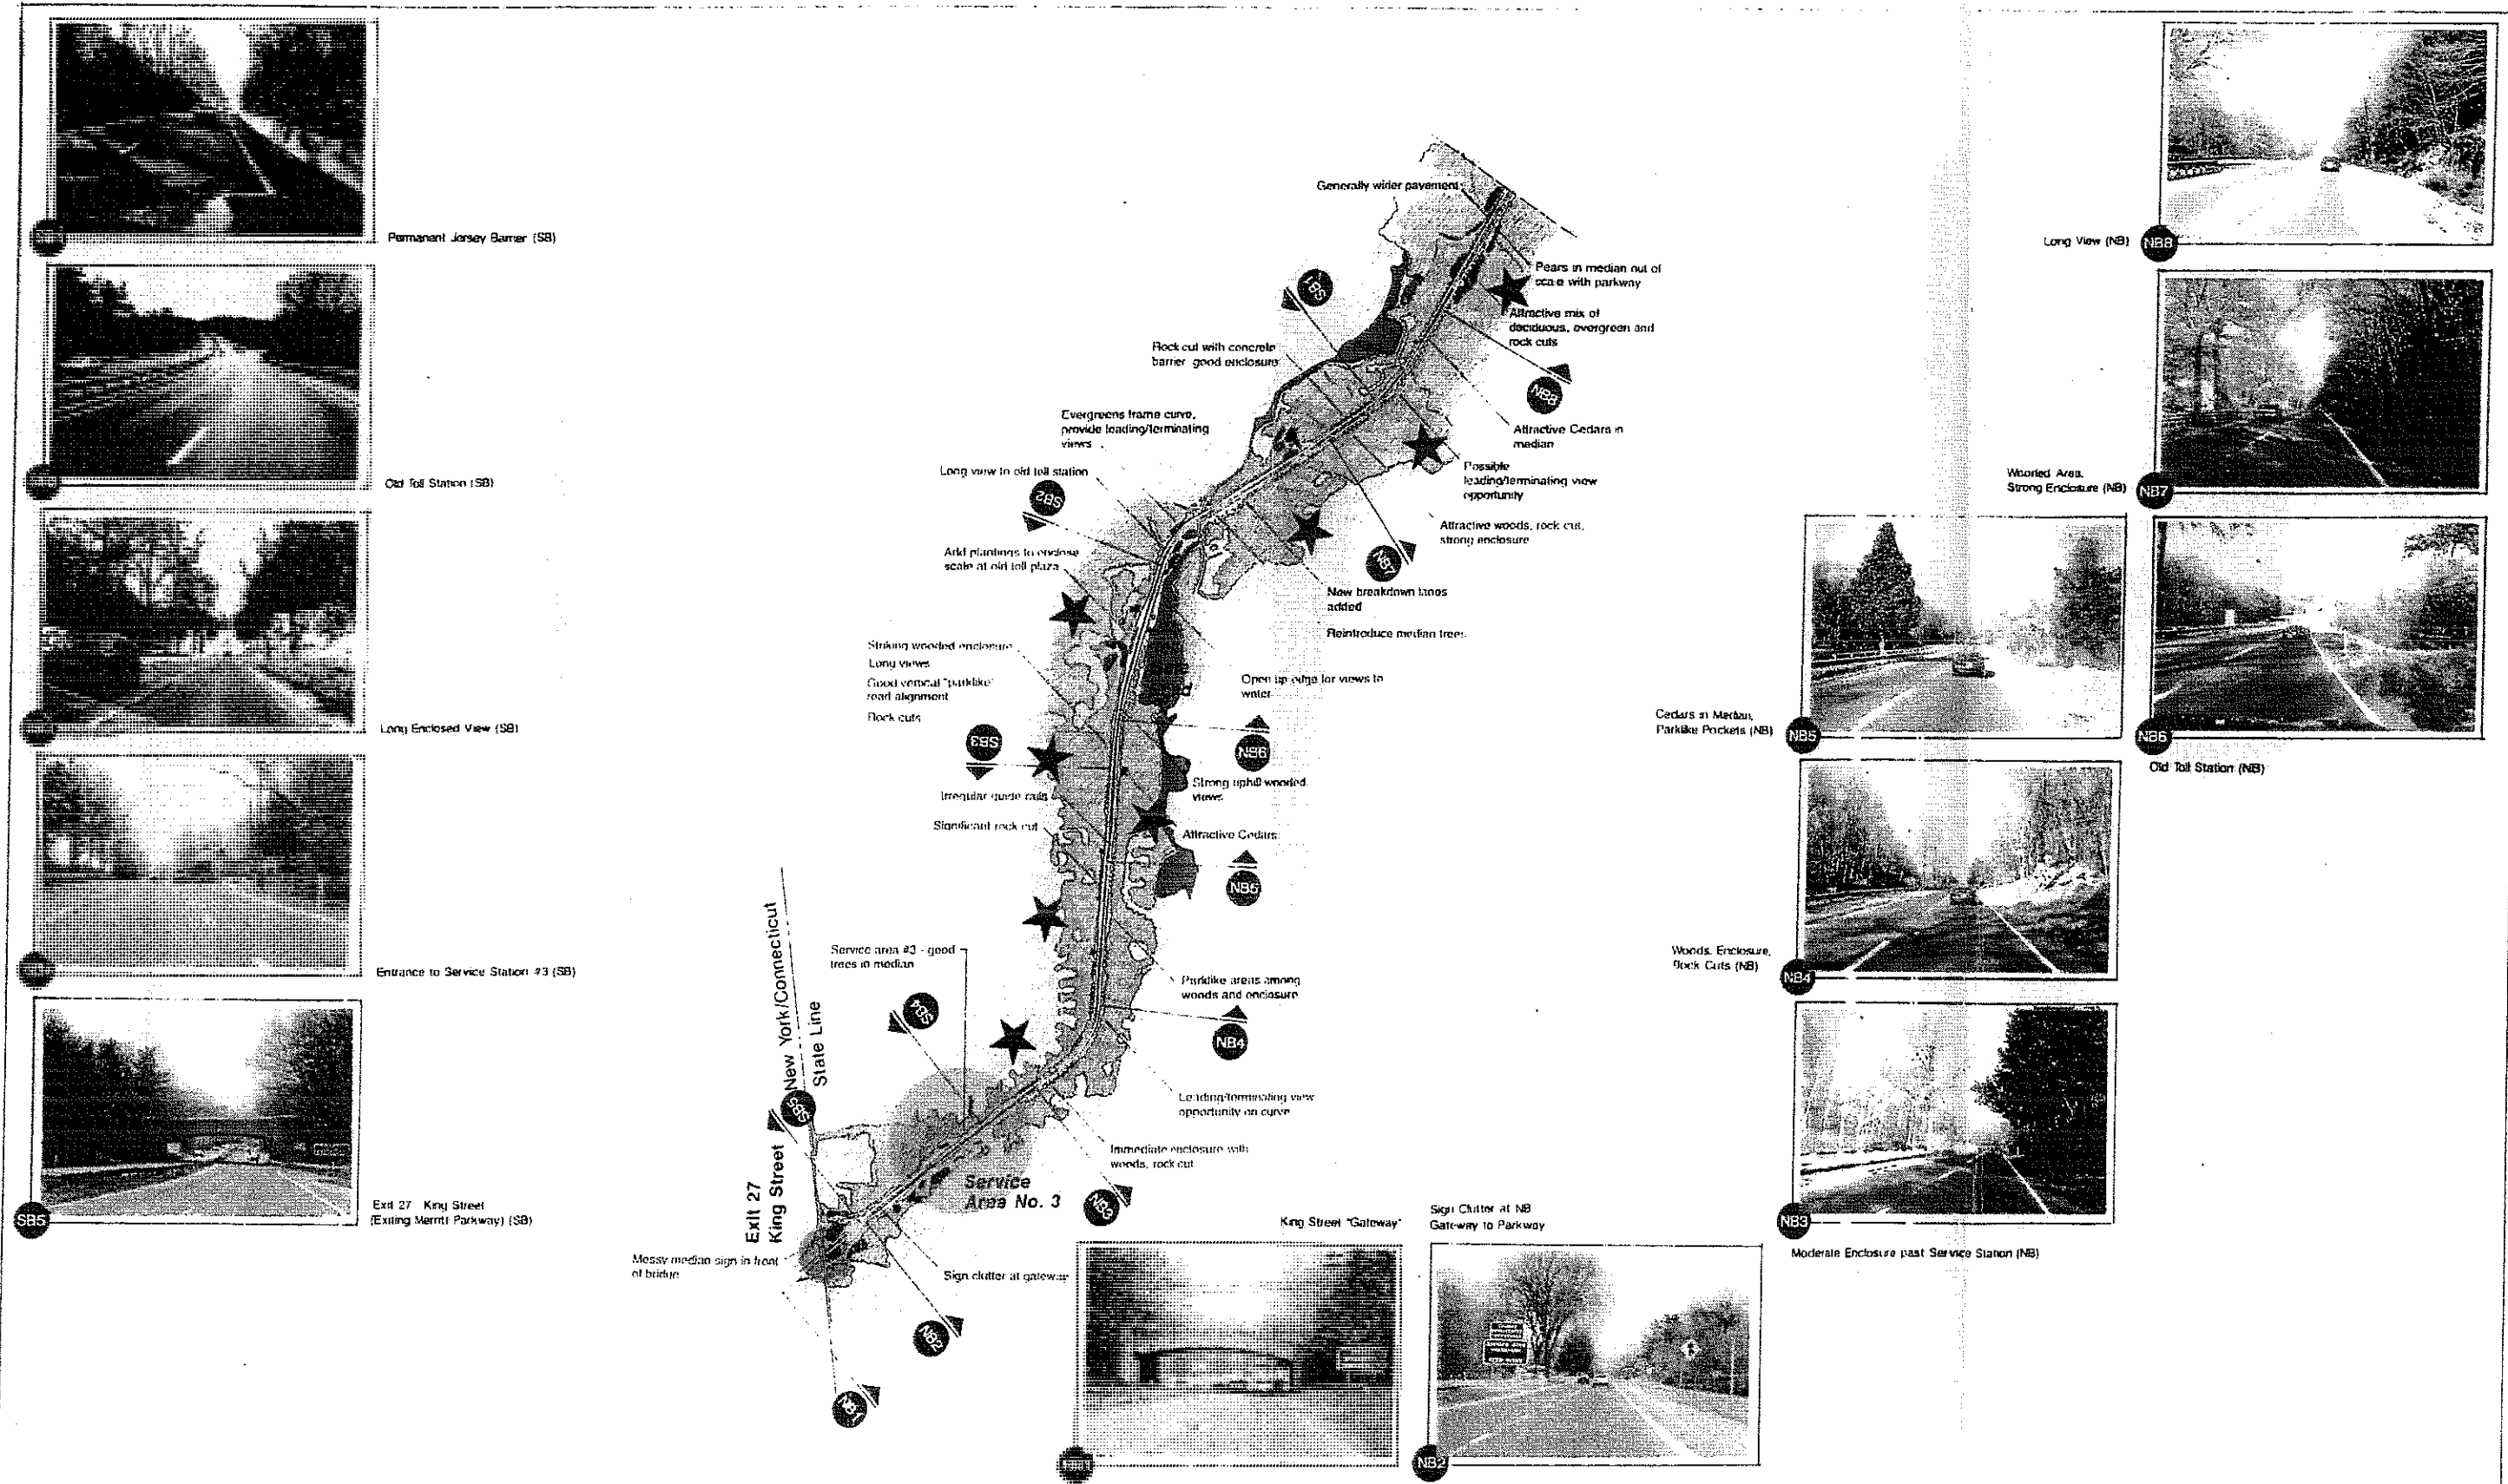 Permanent Jersey Barrier (SB)
Old Toll Station (SB)
Long Enclosed View (SB)
Entrance to Service Station #3 (SB)
SB5
Exit 27 King Street
(Exiting Merritt Parkway) (SB)
Generally wider pavement
Pears in median out of
scale with parkway
Attractive mix of
deciduous, evergreen and
rock cuts
SB1
Rock cut with concrete
barrier good enclosure
NB8
Evergreens frame curve,
provide leading/terminating
views
Attractive Cedars in
median
Long view to old toll station
SB2
Possible
leading/terminating view
opportunity
Attractive woods, rock cut,
strong enclosure
Add plantings to enclose
scale at old toll plaza
NB7
New breakdown lanes
added
Reintroduce median trees
Striking wooded enclosure
Long views
Good vertical "parklike"
road alignment
Rock cuts
Open up edge for views to
water
SB3
NB6
Irregular guide rails
Strong uphill wooded
views
Significant rock cut
Attractive Cedars
NB5
New York/Connecticut
State Line
Service area #3 - good
trees in median
SB4
Parklike areas among
woods and enclosure
NB4
SB5
Leading/terminating view
opportunity on curve
Exit 27
King Street
Immediate enclosure with
woods, rock cut
Service
Area No. 3
NB3
Messy median sign in front
of bridge
Sign clutter at gateway
NB2
NB1
King Street "Gateway"
Sign Clutter at NB
Gateway to Parkway
NB2
Long View (NB)
NB8
Wooded Area,
Strong Enclosure (NB)
NB7
Cedars in Median,
Parklike Pockets (NB)
NB5
NB6
Old Toll Station (NB)
Woods, Enclosure,
Rock Cuts (NB)
NB4
NB3
Moderate Enclosure past Service Station (NB)